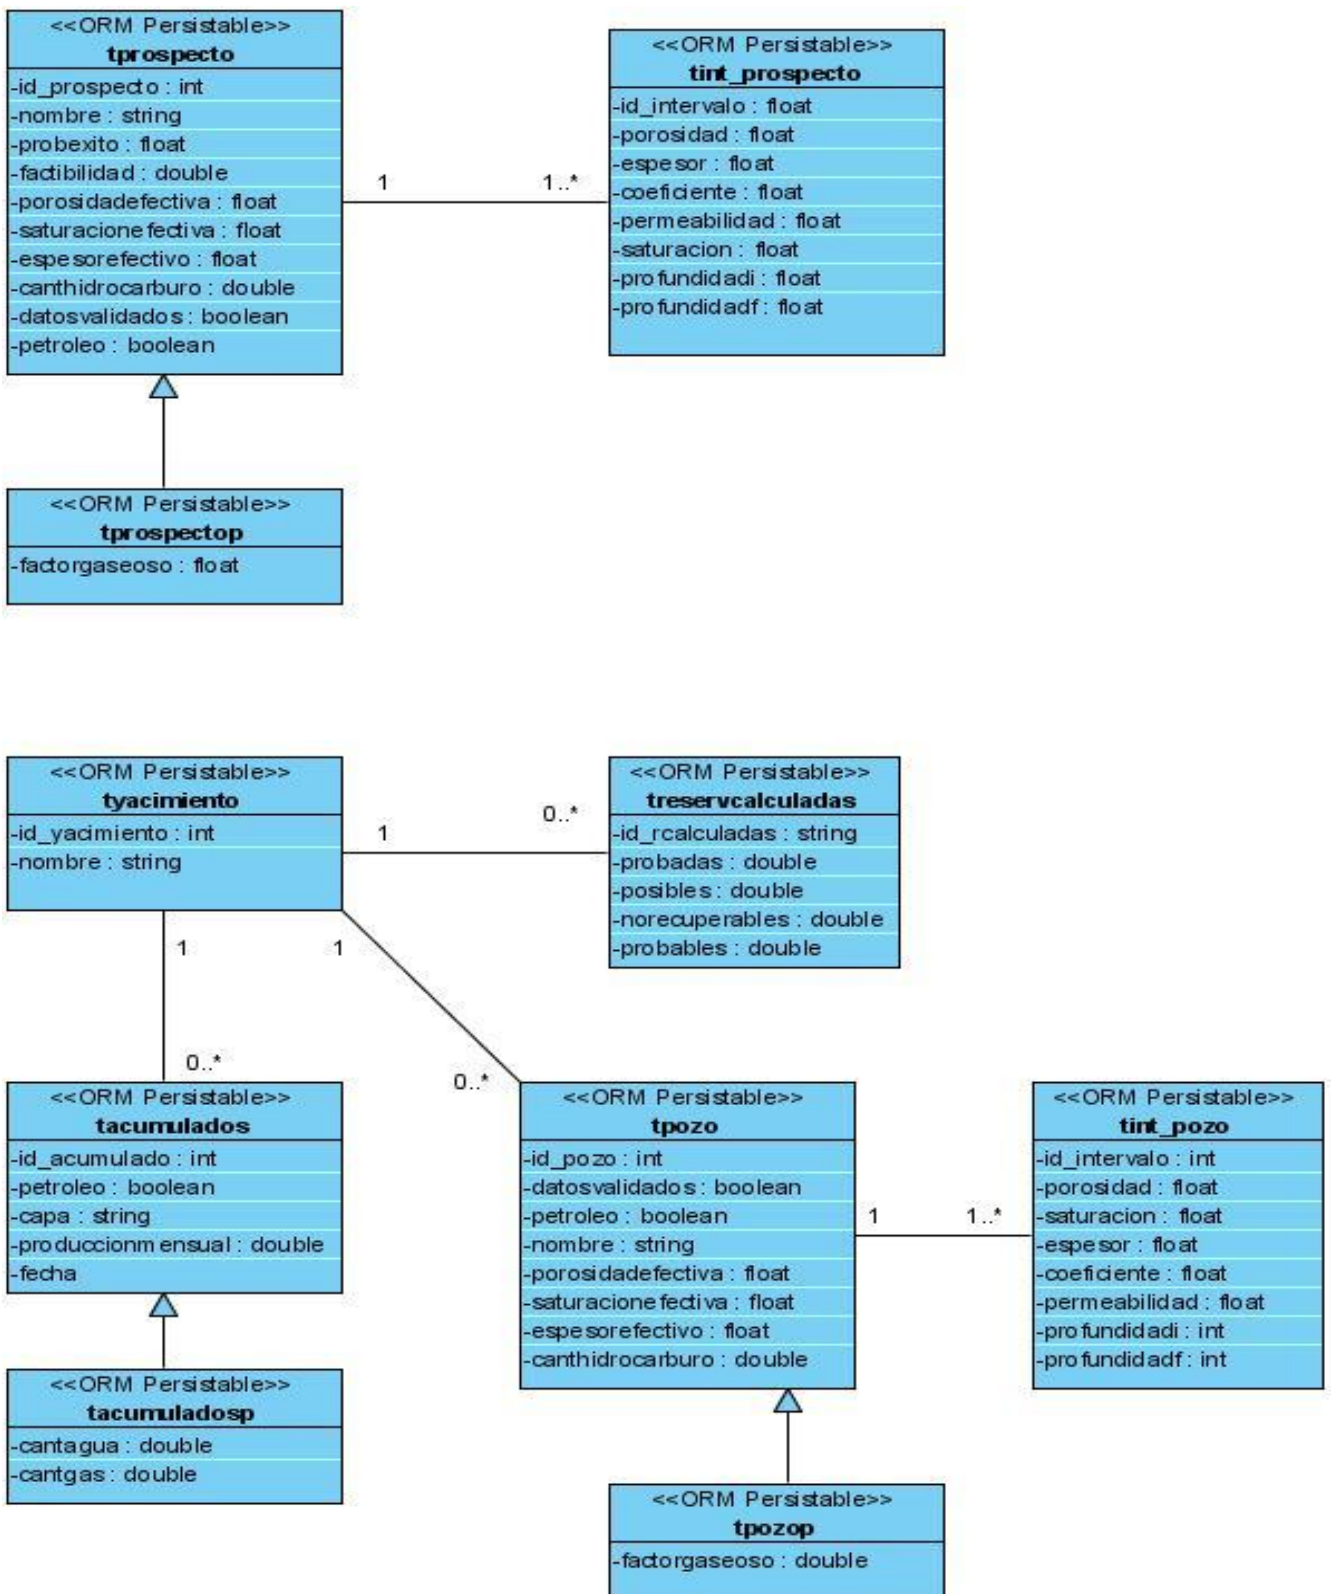 <<ORM Persistable>>
tprospecto
-id_prospecto : int
-nombre : string
-probexito : float
-factibilidad : double
-porosidadefectiva : float
-saturacionefectiva : float
-espesorefectivo : float
-canthidrocarburo : double
-datosvalidados : boolean
-petroleo : boolean
1
1..*
<<ORM Persistable>>
tint_prospecto
-id_intervalo : float
-porosidad : float
-espesor : float
-coeficiente : float
-permeabilidad : float
-saturacion : float
-profundidadi : float
-profundidadf : float
<<ORM Persistable>>
tprospectop
-factorgaseoso : float
<<ORM Persistable>>
tyacimiento
-id_yacimiento : int
-nombre : string
1
0..*
<<ORM Persistable>>
treservcalculadas
-id_rcalculadas : string
-probadas : double
-posibles : double
-norecuperables : double
-probables : double
1
1
0..*
0..*
<<ORM Persistable>>
tacumulados
-id_acumulado : int
-petroleo : boolean
-capa : string
-produccionmensual : double
-fecha
<<ORM Persistable>>
tpozo
-id_pozo : int
-datosvalidados : boolean
-petroleo : boolean
-nombre : string
-porosidadefectiva : float
-saturacionefectiva : float
-espesorefectivo : float
-canthidrocarburo : double
1
1..*
<<ORM Persistable>>
tint_pozo
-id_intervalo : int
-porosidad : float
-saturacion : float
-espesor : float
-coeficiente : float
-permeabilidad : float
-profundidadi : int
-profundidadf : int
<<ORM Persistable>>
tacumuladosp
-cantagua : double
-cantgas : double
<<ORM Persistable>>
tpozop
-factorgaseoso : double